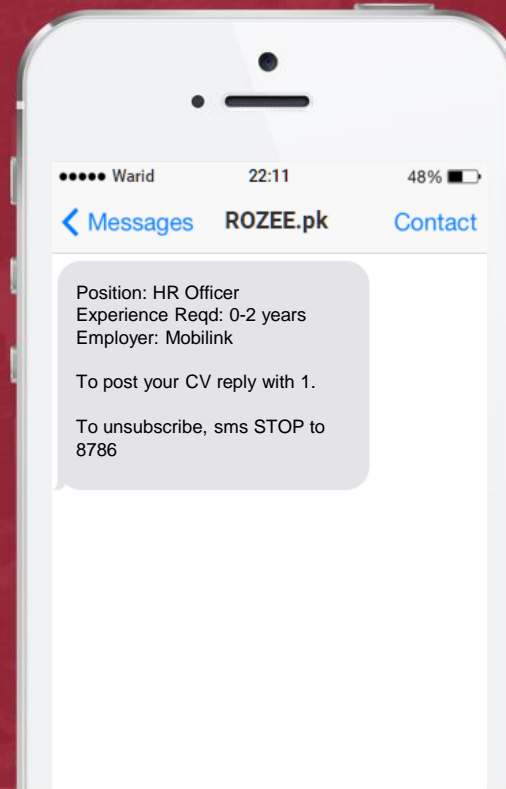 ●●●●● Warid 22:11 48%
Messages ROZEE.pk Contact
Position: HR Officer
Experience Reqd: 0-2 years
Employer: Mobilink
To post your CV reply with 1.
To unsubscribe, sms STOP to
8786